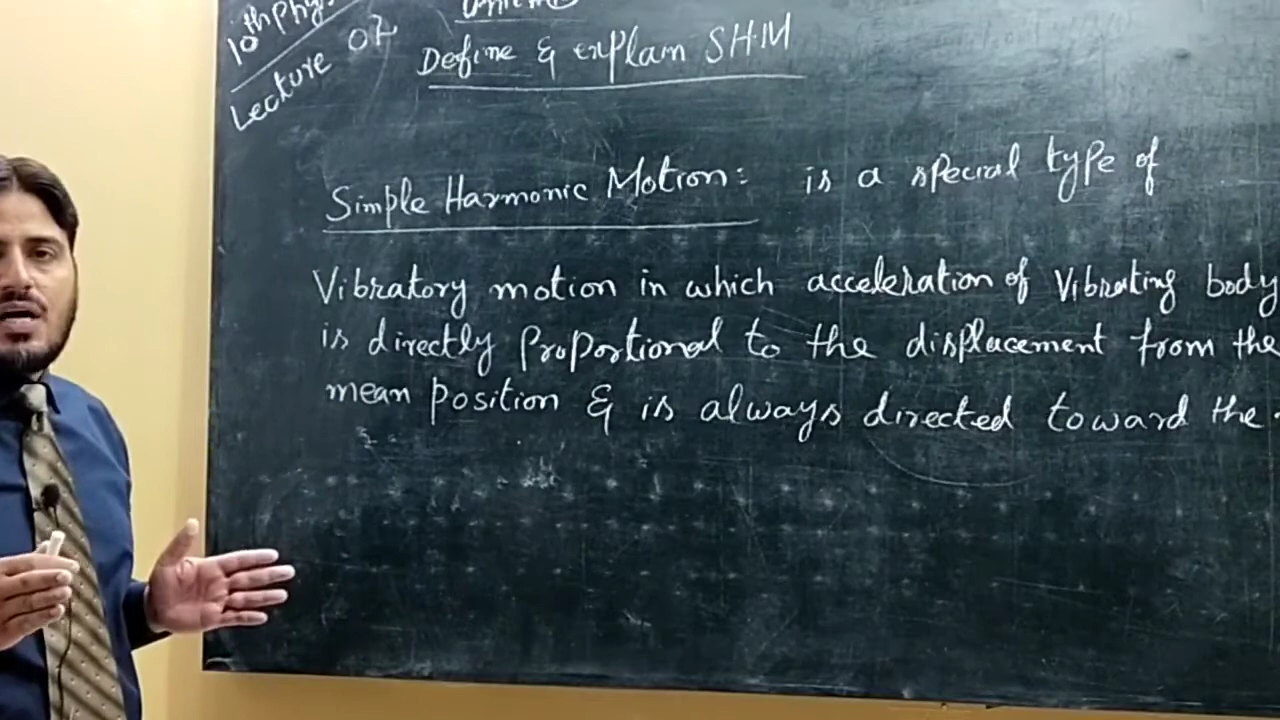 10th Phys
Lecture 07
Define & explain SHM
Simple Harmonic Motion: is a special type of
Vibratory motion in which acceleration of Vibrating body
is directly proportional to the displacement from the
mean position & is always directed toward the